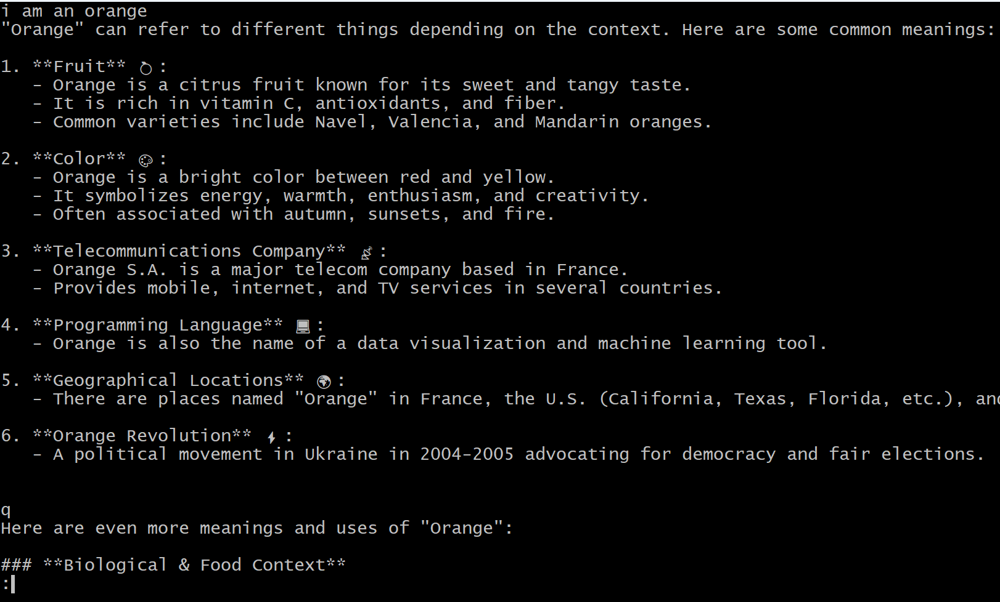 i am an orange
"Orange" can refer to different things depending on the context. Here are some common meanings:

1. **Fruit** 🍊:
   - Orange is a citrus fruit known for its sweet and tangy taste.
   - It is rich in vitamin C, antioxidants, and fiber.
   - Common varieties include Navel, Valencia, and Mandarin oranges.

2. **Color** 🎨:
   - Orange is a bright color between red and yellow.
   - It symbolizes energy, warmth, enthusiasm, and creativity.
   - Often associated with autumn, sunsets, and fire.

3. **Telecommunications Company** 📡:
   - Orange S.A. is a major telecom company based in France.
   - Provides mobile, internet, and TV services in several countries.

4. **Programming Language** 💻:
   - Orange is also the name of a data visualization and machine learning tool.

5. **Geographical Locations** 🌍:
   - There are places named "Orange" in France, the U.S. (California, Texas, Florida, etc.), and

6. **Orange Revolution** ⚡:
   - A political movement in Ukraine in 2004-2005 advocating for democracy and fair elections.


q
Here are even more meanings and uses of "Orange":

### **Biological & Food Context**
: